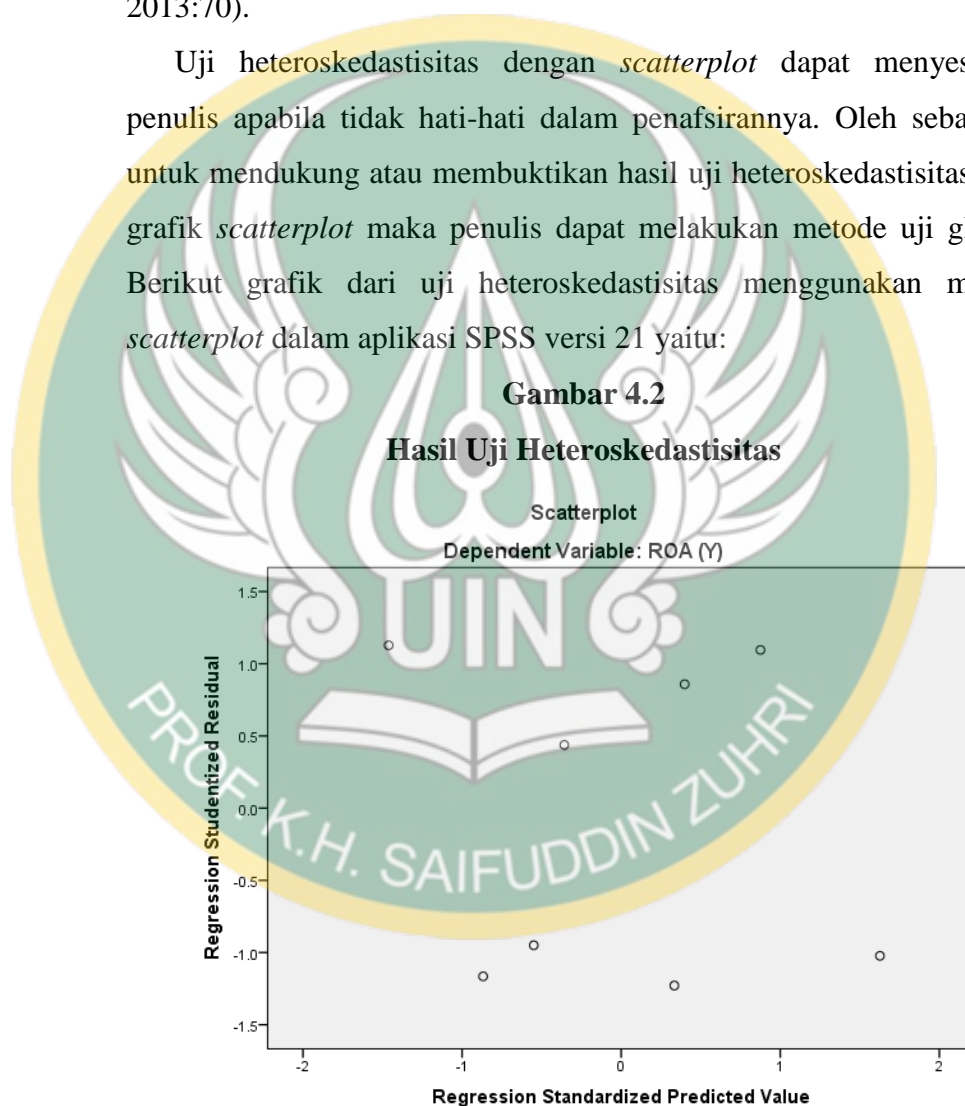 2013:70).
Uji heteroskedastisitas dengan scatterplot dapat menyes
penulis apabila tidak hati-hati dalam penafsirannya. Oleh seba
untuk mendukung atau membuktikan hasil uji heteroskedastisitas
grafik scatterplot maka penulis dapat melakukan metode uji g
Berikut grafik dari uji heteroskedastisitas menggunakan m
scatterplot dalam aplikasi SPSS versi 21 yaitu:
Gambar 4.2
Hasil Uji Heteroskedastisitas
Scatterplot
Dependent Variable: ROA (Y)
1.5
1.0
0.5
0.0
-0.5
-1.0
-1.5
Regression Studentized Residual
-2 -1 0 1 2
Regression Standardized Predicted Value
UIN
PROF. K.H. SAIFUDDIN ZUHRI